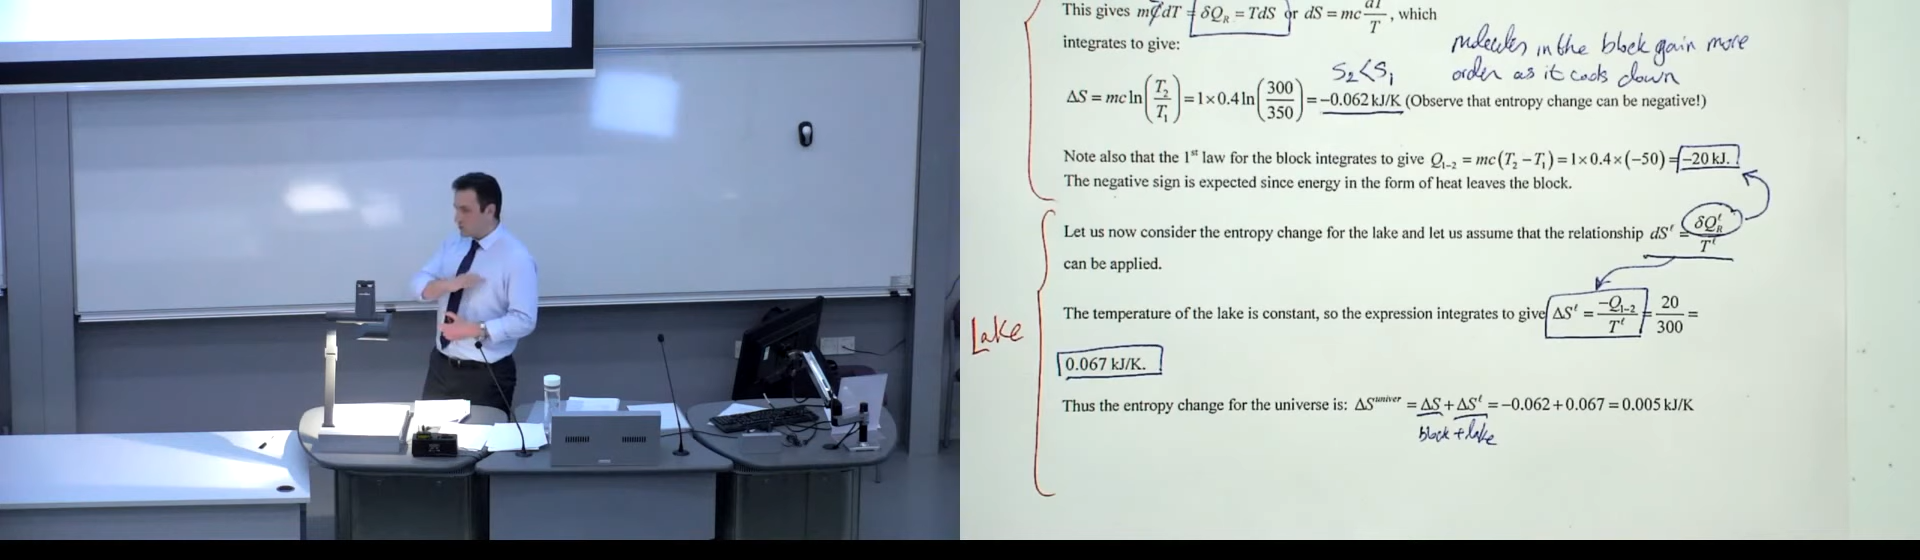 This gives mcdT = δQ_R = TdS or dS = mc dT/T, which
integrates to give:
molecules in the block gain more
order as it cools down
S₂<S₁
ΔS = mc ln(T₂/T₁) = 1×0.4 ln(300/350) = −0.062 kJ/K (Observe that entropy change can be negative!)
Note also that the 1st law for the block integrates to give Q₁₋₂ = mc(T₂ − T₁) = 1×0.4×(−50) = −20 kJ.
The negative sign is expected since energy in the form of heat leaves the block.
Let us now consider the entropy change for the lake and let us assume that the relationship dSᶠ = δQ_Rᶠ/Tᶠ
can be applied.
The temperature of the lake is constant, so the expression integrates to give ΔSᶠ = −Q₁₋₂/Tᶠ = 20/300 =
Lake
0.067 kJ/K.
Thus the entropy change for the universe is: ΔS^univer = ΔS + ΔSᶠ = −0.062 + 0.067 = 0.005 kJ/K
block + lake